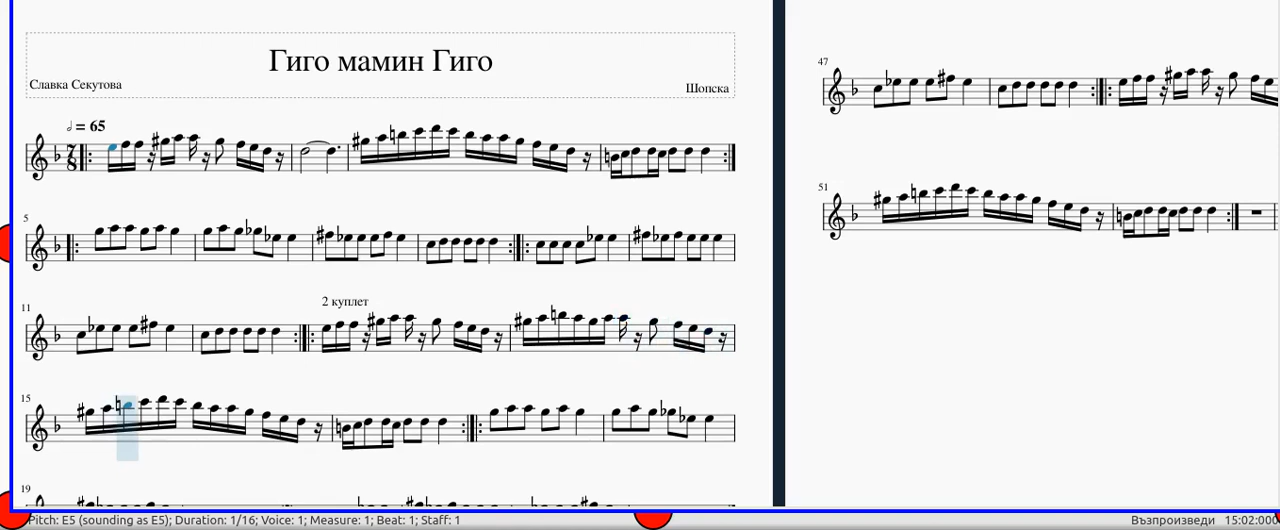 Гиго мамин Гиго
Славка Секутова
Шопска
= 65
7
8
5
11
2 куплет
15
19
47
51
Pitch: E5 (sounding as E5); Duration: 1/16; Voice: 1; Measure: 1; Beat: 1; Staff: 1
Възпроизведи 15:02:00